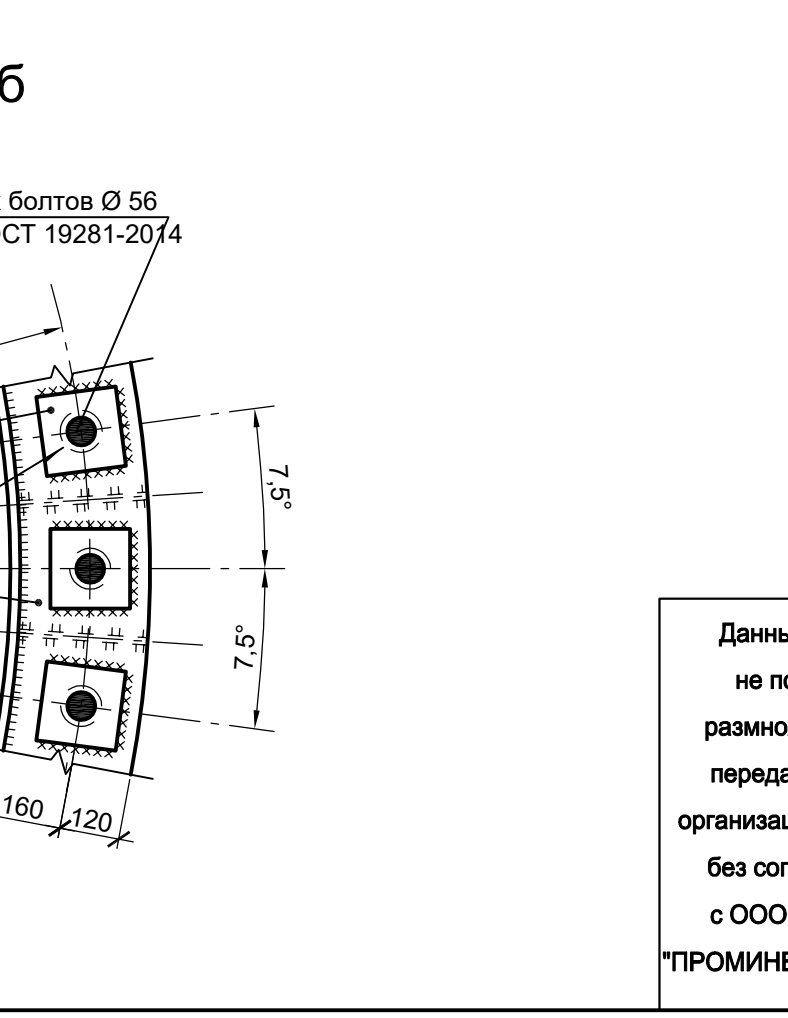 б
болтов Ø 56
СТ 19281-2014
7,5°
7,5°
160
120
Данны
не по
размно
переда
организац
без сог
с ООО
"ПРОМИНЕ